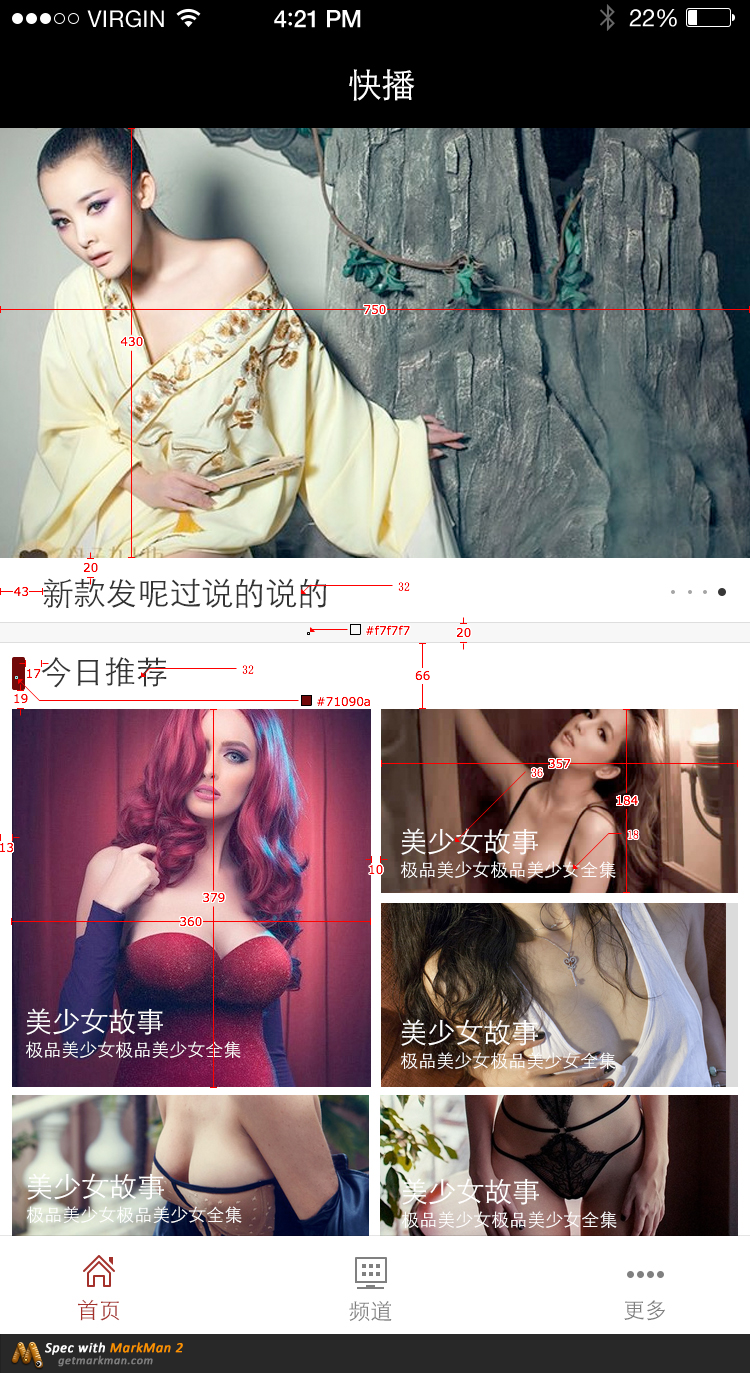 VIRGIN 4:21 PM 22%
快播
750
430
20
43 新款发呢过说的说的 32
#f7f7f7 20
17 今日推荐 32
66
19 #71090a
36 357
184
美少女故事 18
极品美少女极品美少女全集
13
10
379
360
美少女故事
极品美少女极品美少女全集
美少女故事
极品美少女极品美少女全集
美少女故事
极品美少女极品美少女全集
美少女故事
极品美少女极品美少女全集
首页 频道 更多
Spec with MarkMan 2
getmarkman.com